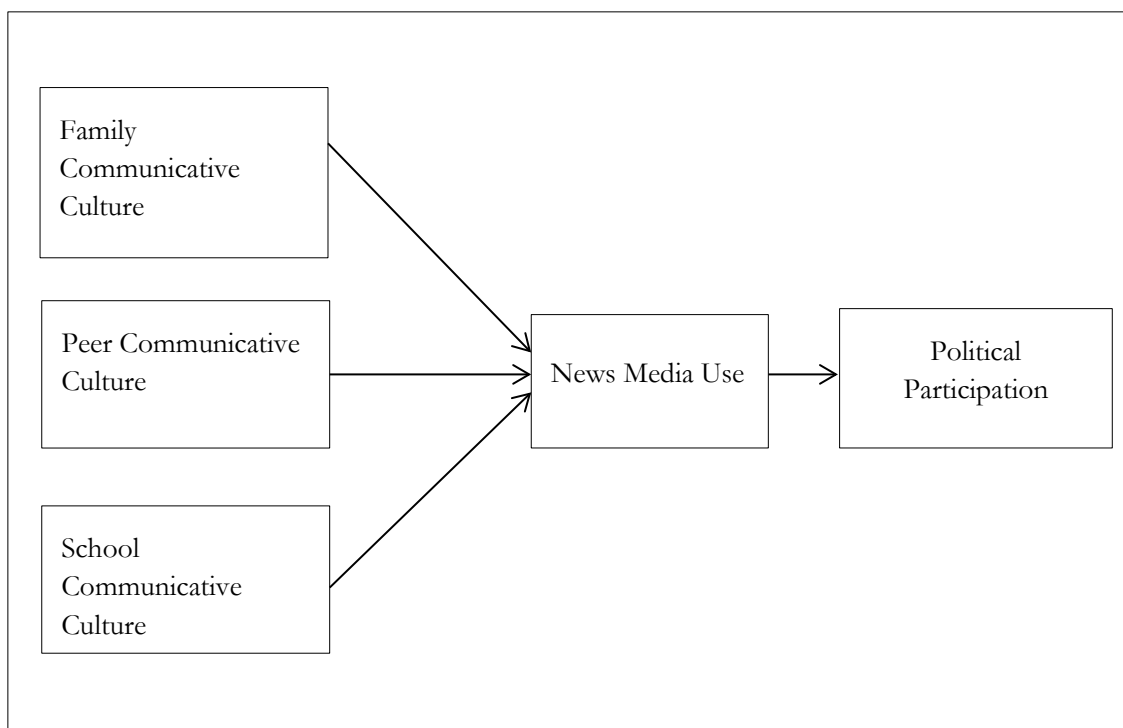 Family
Communicative
Culture
Peer Communicative
Culture
School
Communicative
Culture
News Media Use
Political
Participation